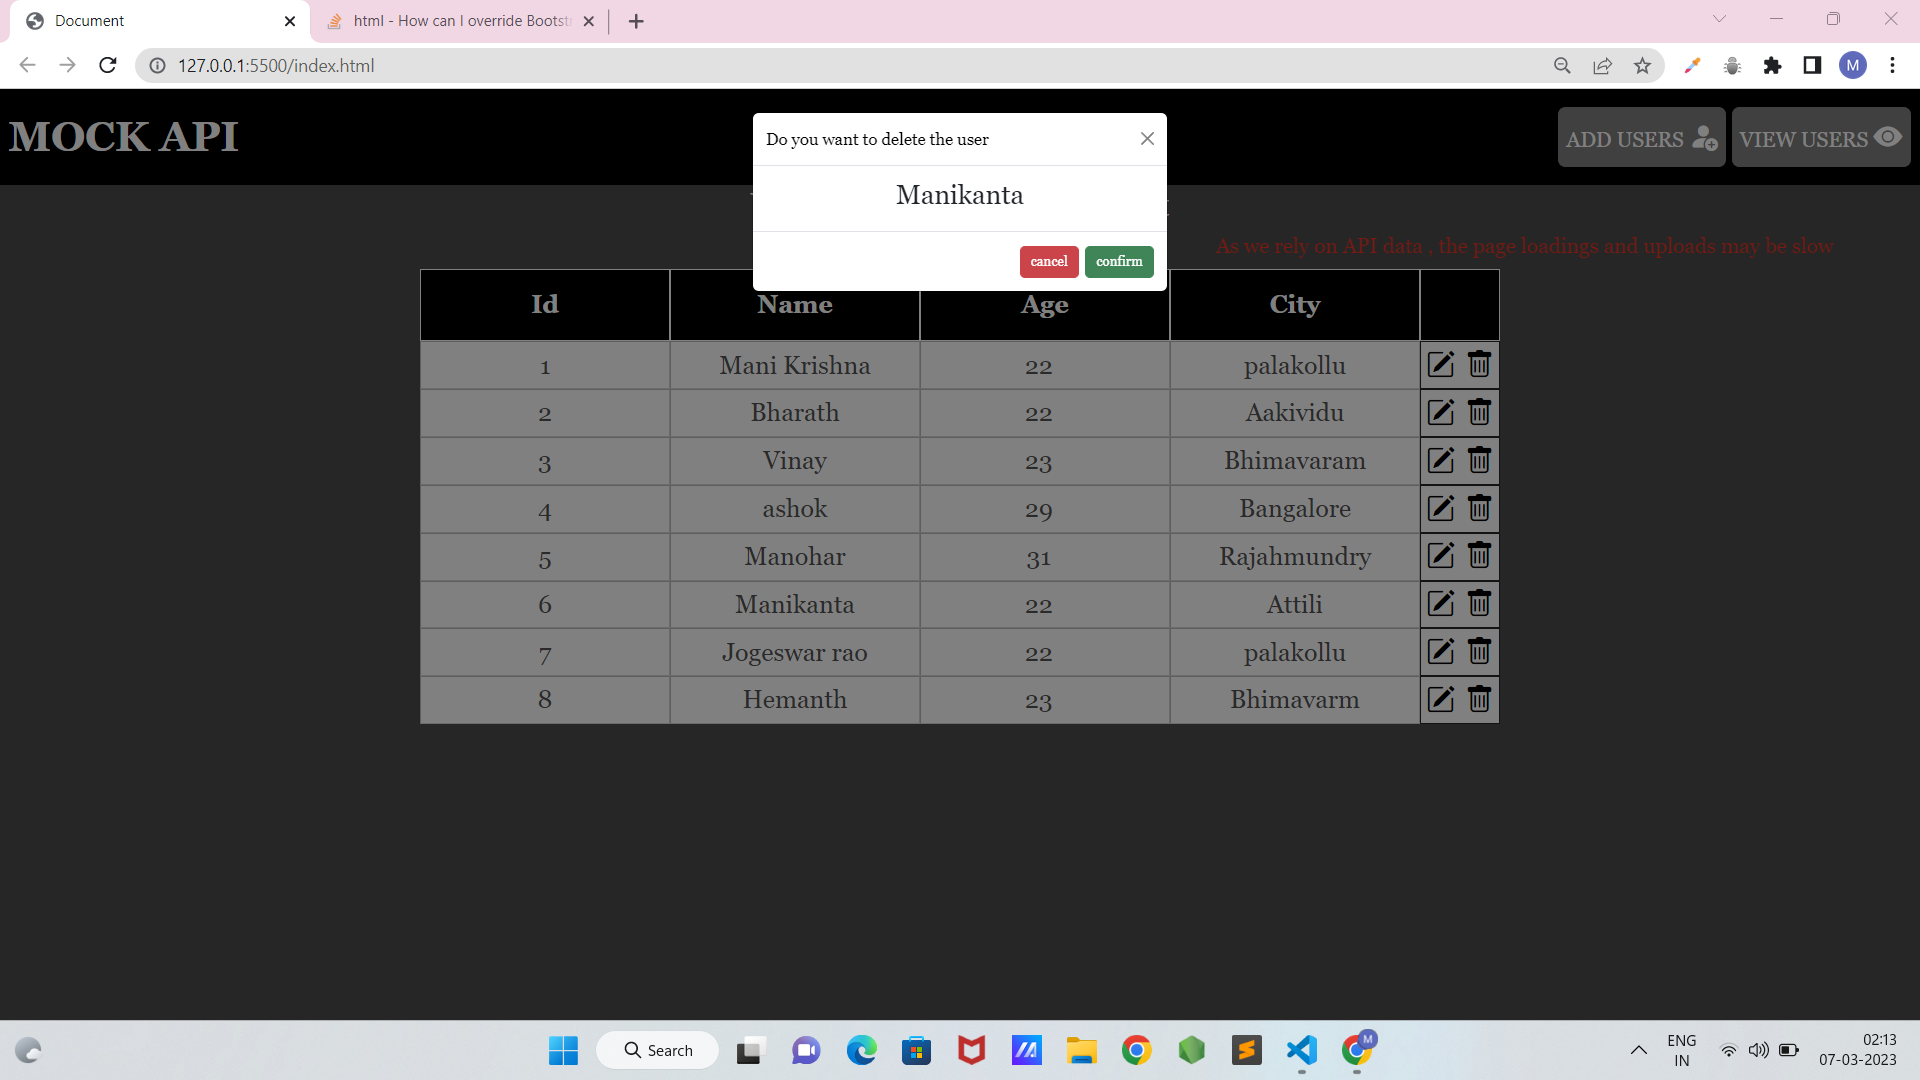 Document
html - How can I override Bootst
127.0.0.1:5500/index.html
M
MOCK API
ADD USERS
VIEW USERS
Do you want to delete the user
Manikanta
cancel
confirm
As we rely on API data , the page loadings and uploads may be slow
Id Name Age City
1 Mani Krishna 22 palakollu
2 Bharath 22 Aakividu
3 Vinay 23 Bhimavaram
4 ashok 29 Bangalore
5 Manohar 31 Rajahmundry
6 Manikanta 22 Attili
7 Jogeswar rao 22 palakollu
8 Hemanth 23 Bhimavarm
Search
M
ENG
IN
02:13
07-03-2023